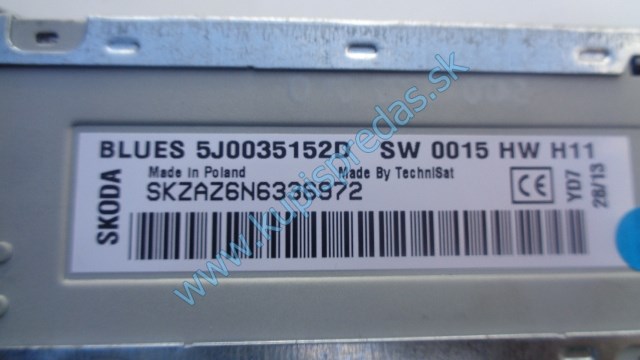 BLUES 5J0035152D SW 0015 HW H11
Made in Poland Made By TechniSat
SKZAZ6N6336972
SKODA
CE
YD7
28/13
www.kupispredas.sk